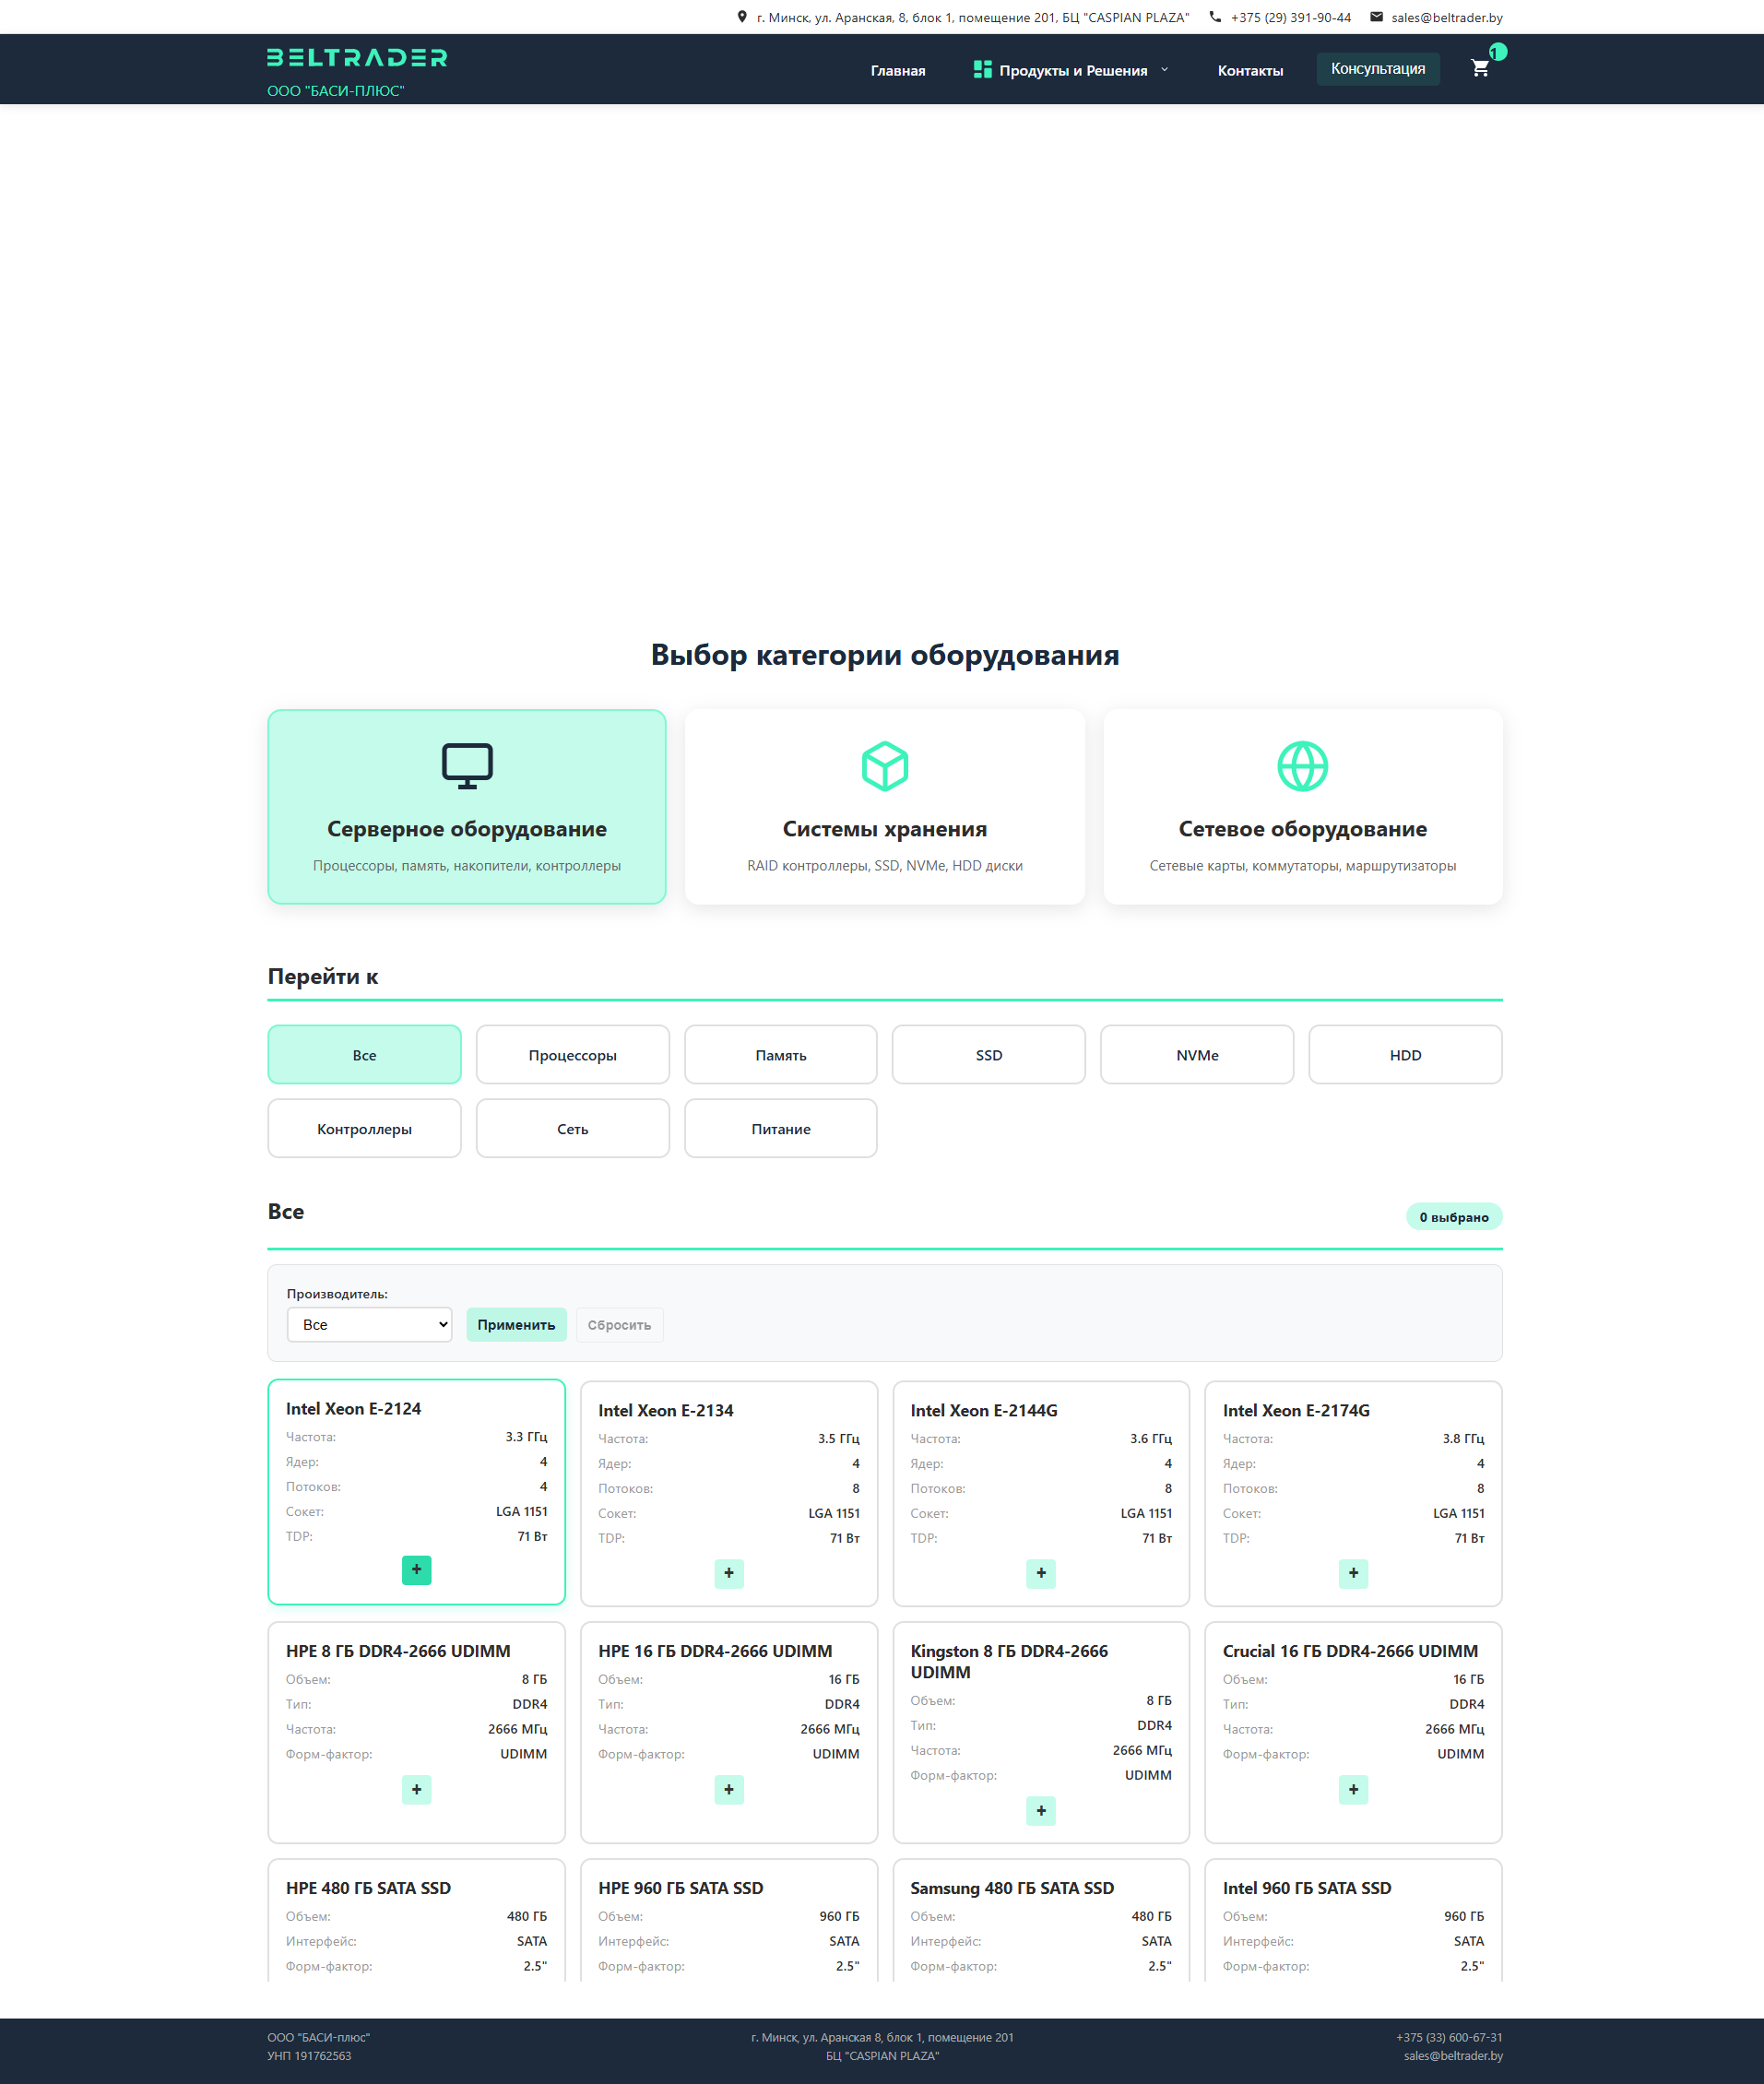 г. Минск, ул. Аранская, 8, блок 1, помещение 201, БЦ "CASPIAN PLAZA" +375 (29) 391-90-44 sales@beltrader.by
BELTRADER
ООО "БАСИ-ПЛЮС"
Главная Продукты и Решения Контакты Консультация 1
Выбор категории оборудования
Серверное оборудование Системы хранения Сетевое оборудование
Процессоры, память, накопители, контроллеры RAID контроллеры, SSD, NVMe, HDD диски Сетевые карты, коммутаторы, маршрутизаторы
Перейти к
Все Процессоры Память SSD NVMe HDD
Контроллеры Сеть Питание
Все 0 выбрано
Производитель:
Все Применить Сбросить
Intel Xeon E-2124 Intel Xeon E-2134 Intel Xeon E-2144G Intel Xeon E-2174G
Частота: 3.3 ГГц Частота: 3.5 ГГц Частота: 3.6 ГГц Частота: 3.8 ГГц
Ядер: 4 Ядер: 4 Ядер: 4 Ядер: 4
Потоков: 4 Потоков: 8 Потоков: 8 Потоков: 8
Сокет: LGA 1151 Сокет: LGA 1151 Сокет: LGA 1151 Сокет: LGA 1151
TDP: 71 Вт TDP: 71 Вт TDP: 71 Вт TDP: 71 Вт
+ + + +
HPE 8 ГБ DDR4-2666 UDIMM HPE 16 ГБ DDR4-2666 UDIMM Kingston 8 ГБ DDR4-2666 UDIMM Crucial 16 ГБ DDR4-2666 UDIMM
Объем: 8 ГБ Объем: 16 ГБ Объем: 8 ГБ Объем: 16 ГБ
Тип: DDR4 Тип: DDR4 Тип: DDR4 Тип: DDR4
Частота: 2666 МГц Частота: 2666 МГц Частота: 2666 МГц Частота: 2666 МГц
Форм-фактор: UDIMM Форм-фактор: UDIMM Форм-фактор: UDIMM Форм-фактор: UDIMM
+ + + +
HPE 480 ГБ SATA SSD HPE 960 ГБ SATA SSD Samsung 480 ГБ SATA SSD Intel 960 ГБ SATA SSD
Объем: 480 ГБ Объем: 960 ГБ Объем: 480 ГБ Объем: 960 ГБ
Интерфейс: SATA Интерфейс: SATA Интерфейс: SATA Интерфейс: SATA
Форм-фактор: 2.5" Форм-фактор: 2.5" Форм-фактор: 2.5" Форм-фактор: 2.5"
ООО "БАСИ-плюс" г. Минск, ул. Аранская 8, блок 1, помещение 201 +375 (33) 600-67-31
УНП 191762563 БЦ "CASPIAN PLAZA" sales@beltrader.by